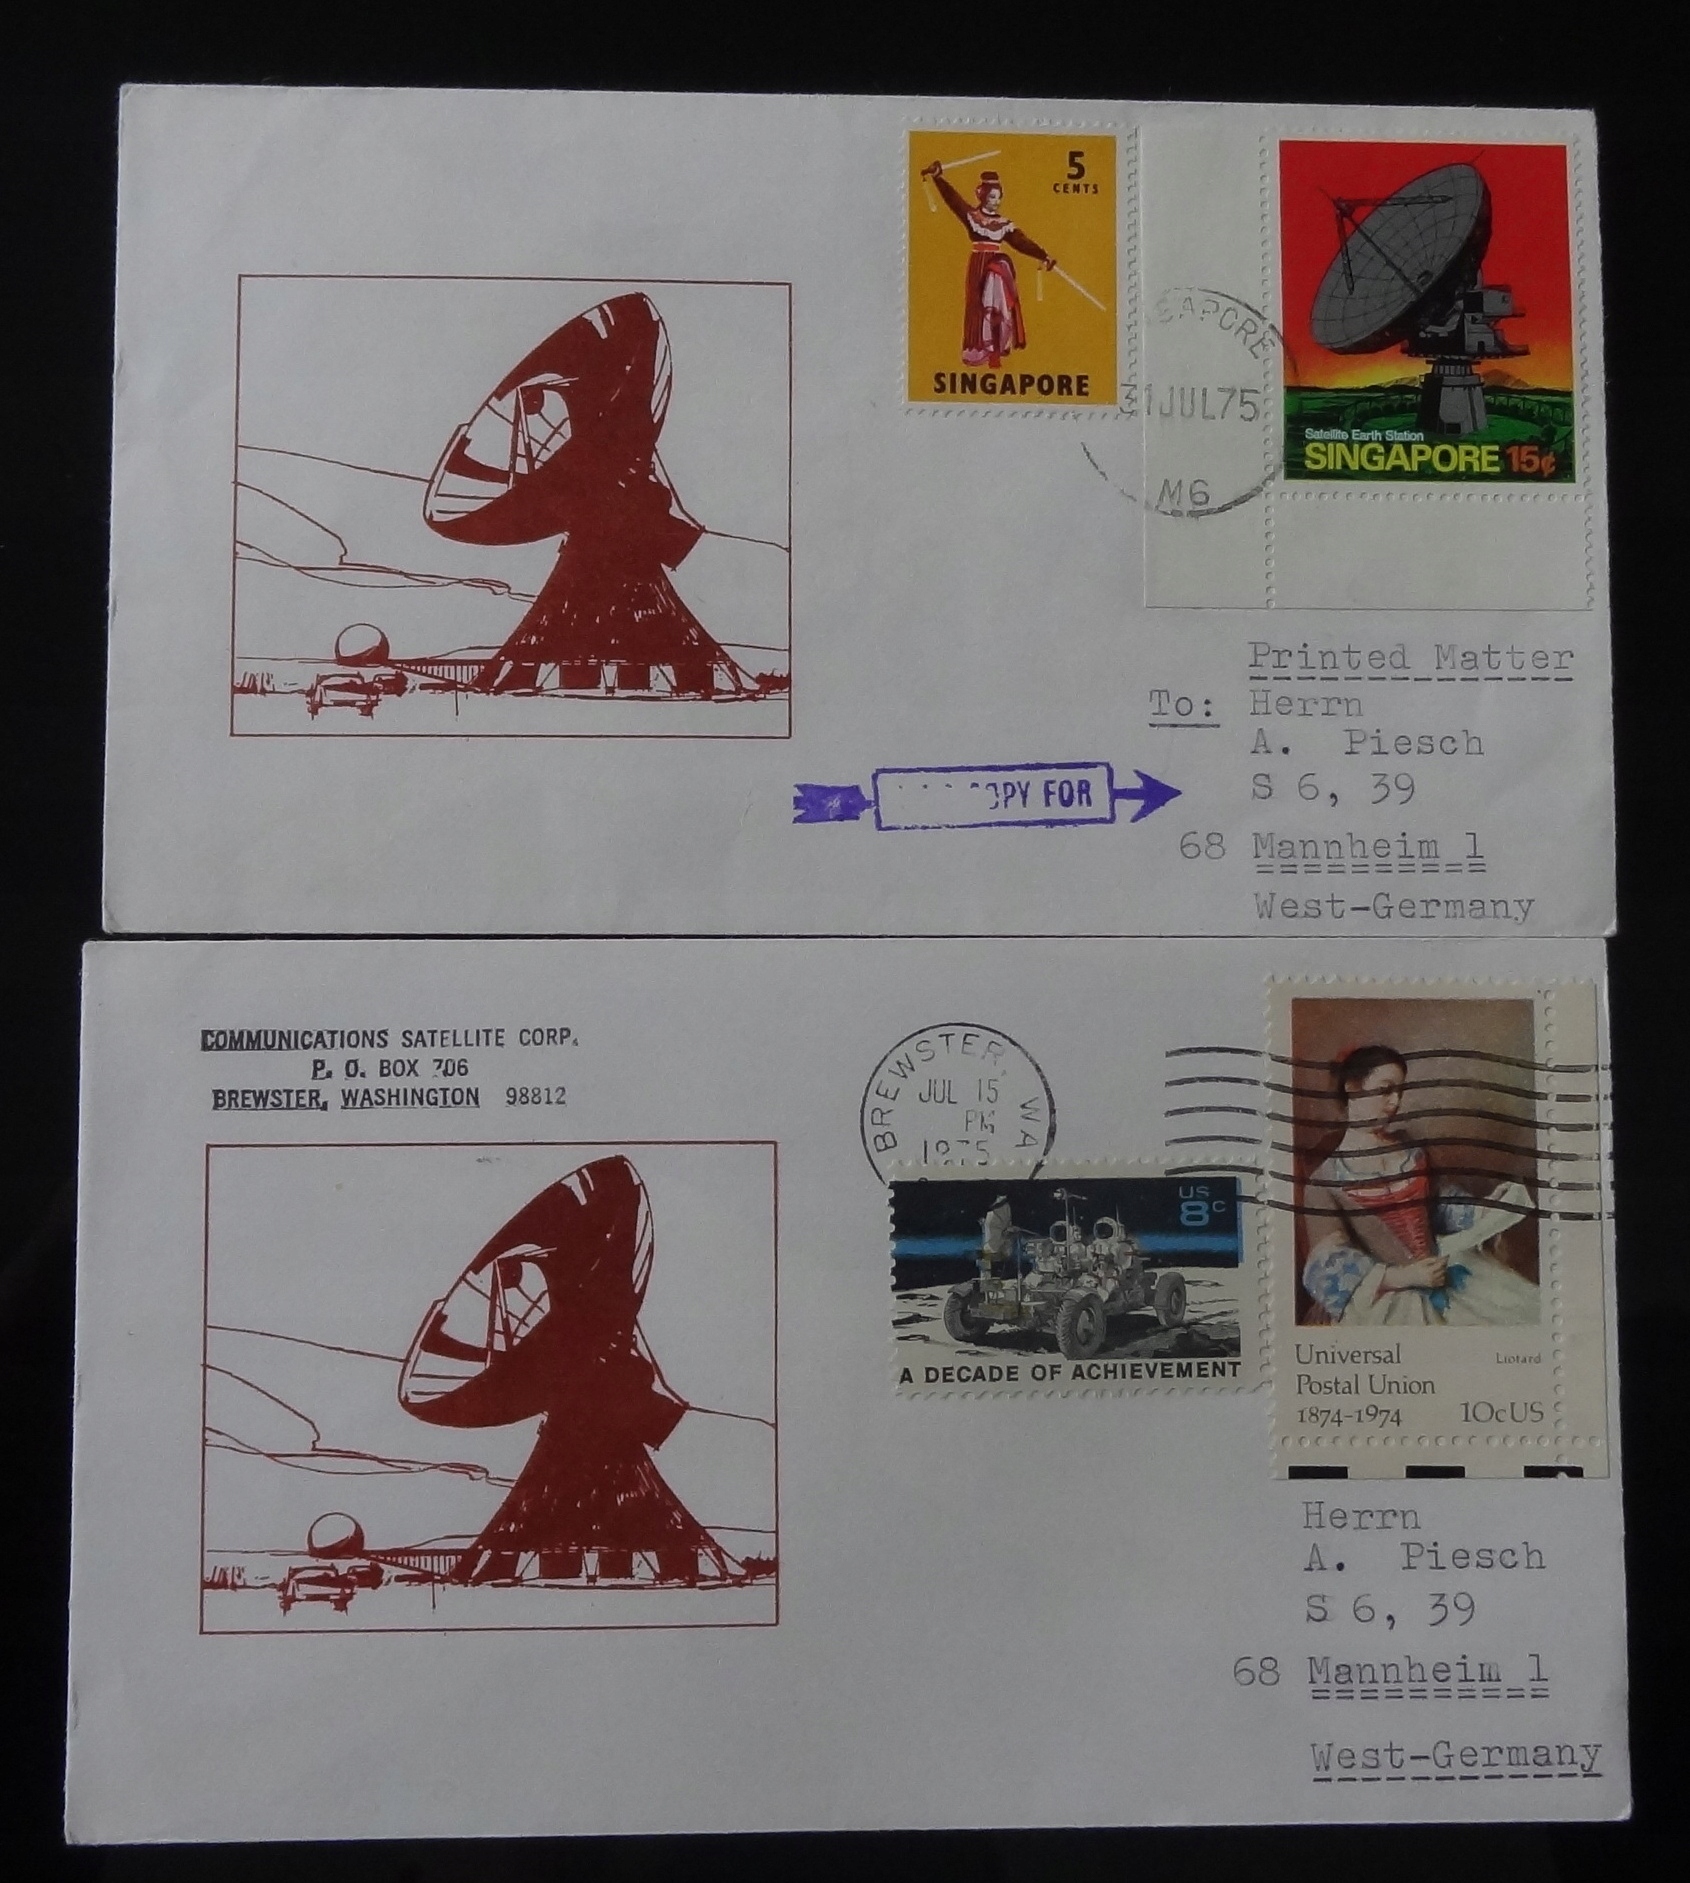 5
CENTS
SINGAPORE
Satellite Earth Station
SINGAPORE 15¢
31 JUL 75
M6
Printed Matter
To: Herrn
A. Piesch
S 6, 39
FOR
68 Mannheim 1
West-Germany
COMMUNICATIONS SATELLITE CORP.
P. O. BOX 706
BREWSTER, WASHINGTON 98812
BREWSTER, WA
JUL 15
PM
1975
US
8c
A DECADE OF ACHIEVEMENT
Universal Liotard
Postal Union
1874-1974 10c US
Herrn
A. Piesch
S 6, 39
68 Mannheim 1
West-Germany